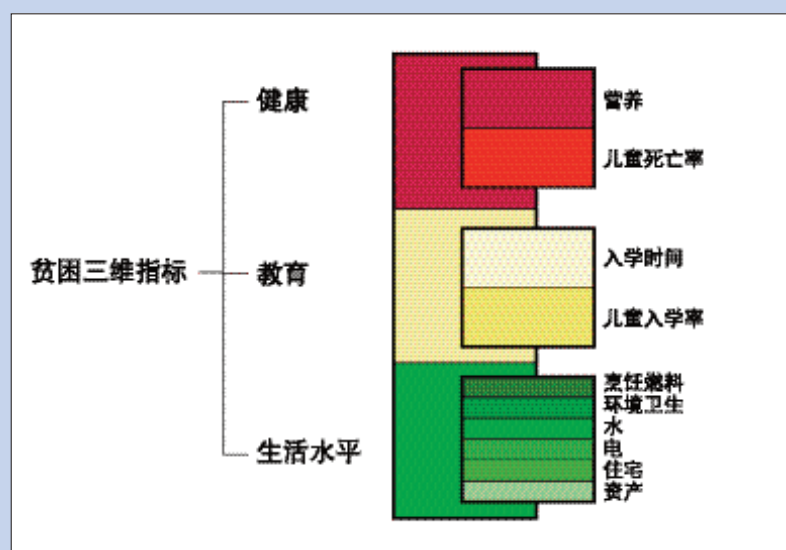 贫困三维指标
健康
营养
儿童死亡率
教育
入学时间
儿童入学率
生活水平
烹饪燃料
环境卫生
水
电
住宅
资产